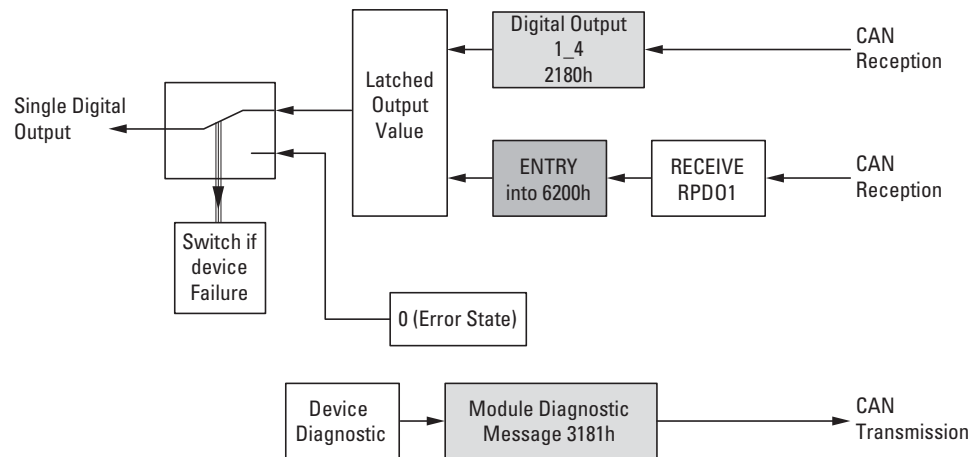 Digital Output
1_4
2180h
CAN
Reception
Latched
Output
Value
Single Digital
Output
ENTRY
into 6200h
RECEIVE
RPDO1
CAN
Reception
Switch if
device
Failure
0 (Error State)
Device
Diagnostic
Module Diagnostic
Message 3181h
CAN
Transmission